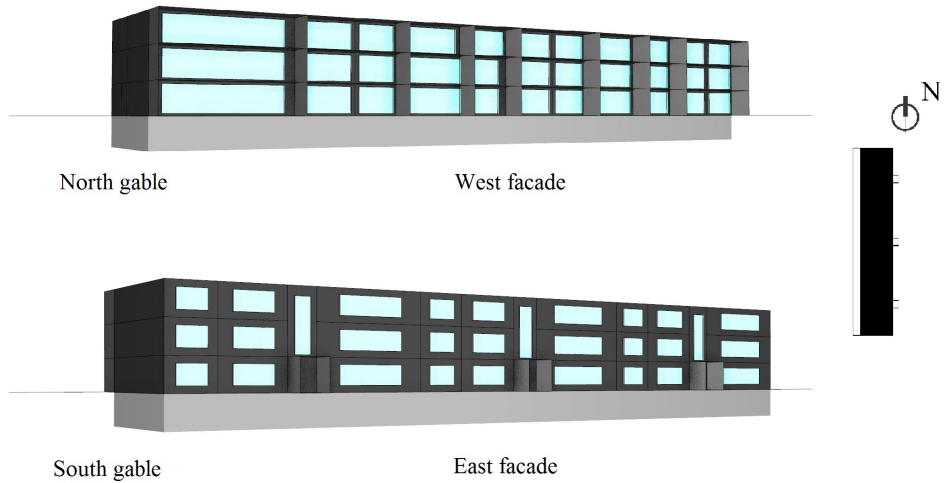 N
North gable
West facade
South gable
East facade